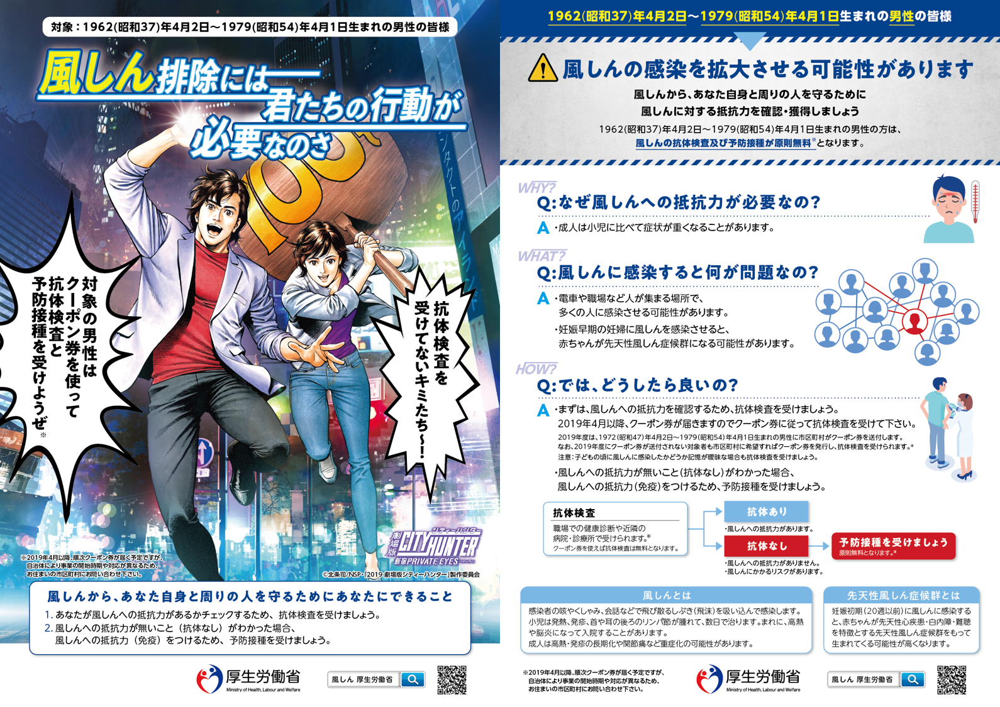 対象：1962(昭和37)年4月2日～1979(昭和54)年4月1日生まれの男性の皆様
風しん排除には
君たちの行動が
必要なのさ
対象の男性は
クーポン券を使って
抗体検査と
予防接種を受けようぜ※
抗体検査を
受けてないキミたち～!!
100t
ンタクトのアイランド
劇場版 シティーハンター
CITY HUNTER
新宿PRIVATE EYES
©北条司/NSP・「2019 劇場版シティーハンター」製作委員会
※2019年4月以降、順次クーポン券が届く予定ですが、
自治体により事業の開始時期や対応が異なるため、
お住まいの市区町村にお問い合わせ下さい。
風しんから、あなた自身と周りの人を守るためにあなたにできること
1. あなたが風しんへの抵抗力があるかチェックするため、抗体検査を受けましょう。
2. 風しんへの抵抗力が無いこと（抗体なし）がわかった場合、
風しんへの抵抗力（免疫）をつけるため、予防接種を受けましょう。
厚生労働省
Ministry of Health, Labour and Welfare
風しん 厚生労働省
1962(昭和37)年4月2日～1979(昭和54)年4月1日生まれの男性の皆様
風しんの感染を拡大させる可能性があります
風しんから、あなた自身と周りの人を守るために
風しんに対する抵抗力を確認・獲得しましょう
1962(昭和37)年4月2日～1979(昭和54)年4月1日生まれの男性の方は、
風しんの抗体検査及び予防接種が原則無料※となります。
WHY?
Q:なぜ風しんへの抵抗力が必要なの?
A ・成人は小児に比べて症状が重くなることがあります。
WHAT?
Q:風しんに感染すると何が問題なの?
A ・電車や職場など人が集まる場所で、
多くの人に感染させる可能性があります。
・妊娠早期の妊婦に風しんを感染させると、
赤ちゃんが先天性風しん症候群になる可能性があります。
HOW?
Q:では、どうしたら良いの?
A ・まずは、風しんへの抵抗力を確認するため、抗体検査を受けましょう。
2019年4月以降、クーポン券が届きますのでクーポン券に従って抗体検査を受けて下さい。
2019年度は、1972(昭和47)年4月2日～1979(昭和54)年4月1日生まれの男性に市区町村がクーポン券を送付します。
なお、2019年度にクーポン券が送付されない対象者も市区町村に希望すればクーポン券を発行し、抗体検査を受けられます。※
注意：子どもの頃に風しんに感染したかどうか記憶が曖昧な場合も抗体検査を受けましょう。
・風しんへの抵抗力が無いこと(抗体なし)がわかった場合、
風しんへの抵抗力(免疫)をつけるため、予防接種を受けましょう。
抗体検査
職場での健康診断や近隣の
病院・診療所で受けられます。※
クーポン券を使えば抗体検査は無料となります。
抗体あり
・風しんへの抵抗力があります。
抗体なし
・風しんへの抵抗力がありません。
・風しんにかかるリスクがあります。
予防接種を受けましょう
原則無料となります。※
風しんとは
感染者の咳やくしゃみ、会話などで飛び散るしぶき(飛沫)を吸い込んで感染します。
小児は発熱、発疹、首や耳の後ろのリンパ節が腫れて、数日で治ります。まれに、高熱
や脳炎になって入院することがあります。
成人は高熱・発疹の長期化や関節痛など重症化の可能性があります。
先天性風しん症候群とは
妊娠初期(20週以前)に風しんに感染する
と、赤ちゃんが先天性心疾患・白内障・難聴
を特徴とする先天性風しん症候群をもって
生まれてくる可能性が高くなります。
※2019年4月以降、順次クーポン券が届く予定ですが、
自治体により事業の開始時期や対応が異なるため、
お住まいの市区町村にお問い合わせ下さい。
厚生労働省
Ministry of Health, Labour and Welfare
風しん 厚生労働省